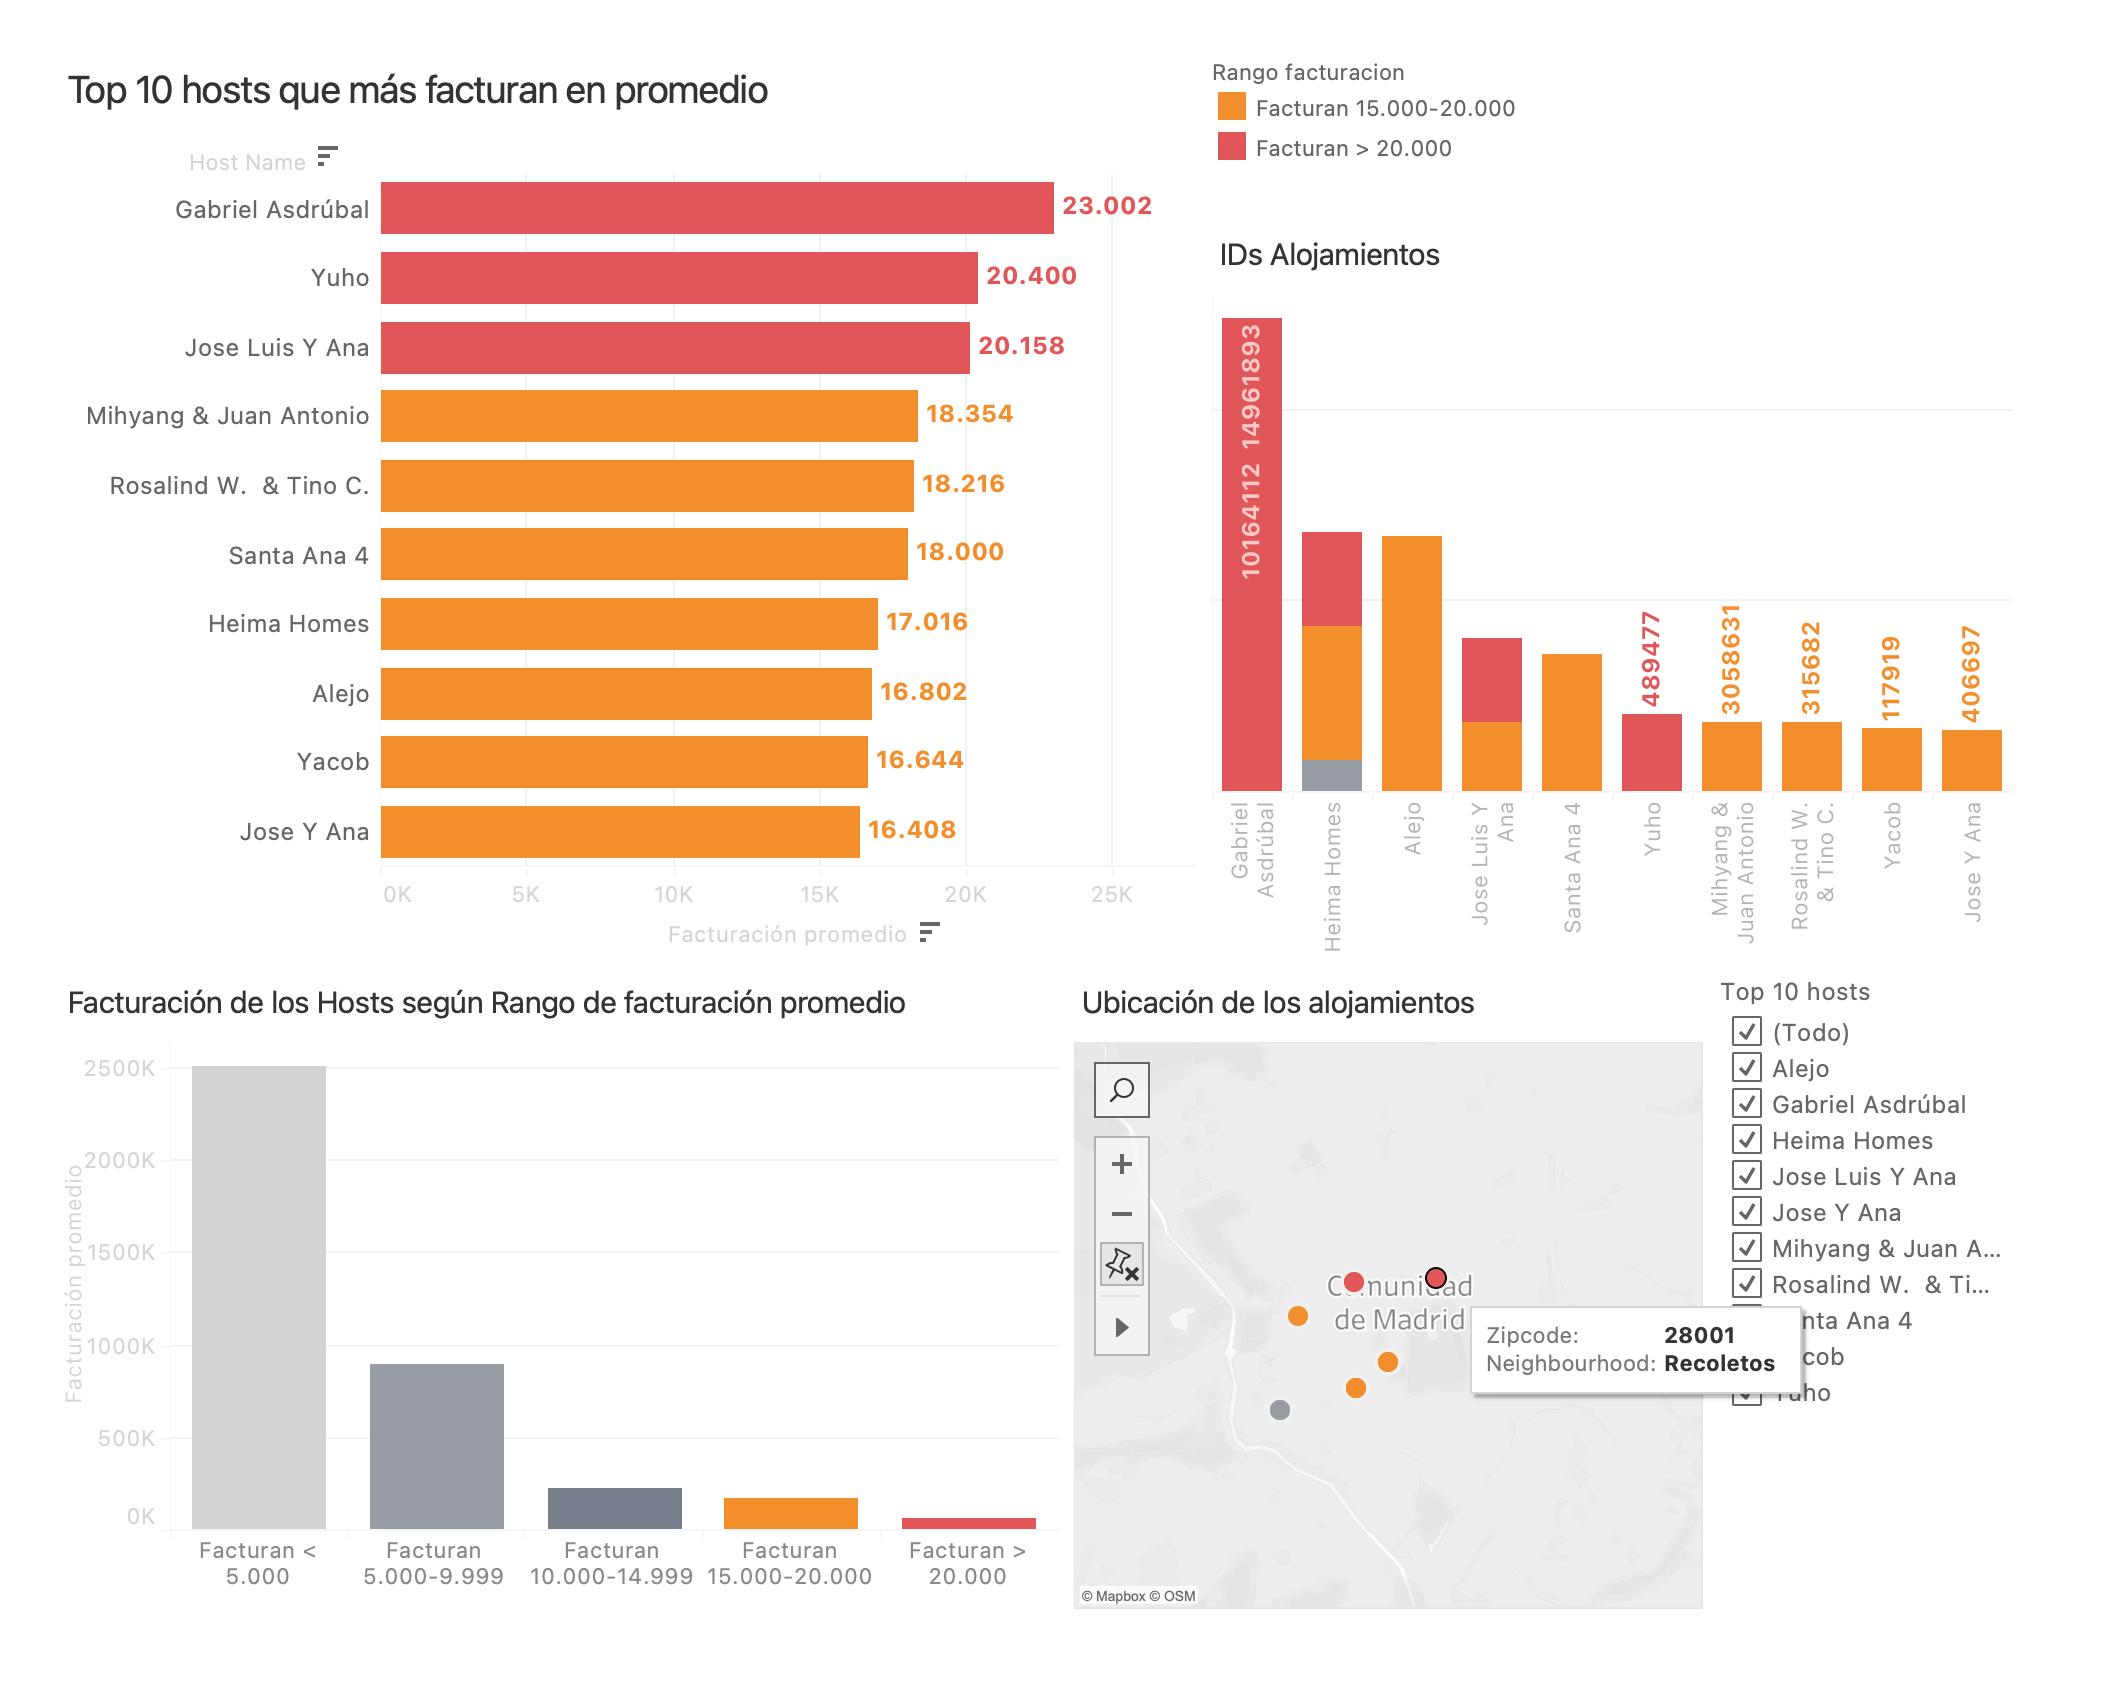 Top 10 hosts que más facturan en promedio
Host Name
Gabriel Asdrúbal
23.002
Yuho
20.400
Jose Luis Y Ana
20.158
Mihyang & Juan Antonio
18.354
Rosalind W.  & Tino C.
18.216
Santa Ana 4
18.000
Heima Homes
17.016
Alejo
16.802
Yacob
16.644
Jose Y Ana
16.408
0K
5K
10K
15K
20K
25K
Facturación promedio
Rango facturacion
Facturan 15.000-20.000
Facturan > 20.000
IDs Alojamientos
10164112 14961893
489477
3058631
315682
117919
406697
Gabriel
Asdrúbal
Heima Homes
Alejo
Jose Luis Y
Ana
Santa Ana 4
Yuho
Mihyang &
Juan Antonio
Rosalind W.
& Tino C.
Yacob
Jose Y Ana
Facturación de los Hosts según Rango de facturación promedio
Facturación promedio
2500K
2000K
1500K
1000K
500K
0K
Facturan <
5.000
Facturan
5.000-9.999
Facturan
10.000-14.999
Facturan
15.000-20.000
Facturan >
20.000
Ubicación de los alojamientos
Comunidad
de Madrid
Zipcode: 28001
Neighbourhood: Recoletos
© Mapbox © OSM
Top 10 hosts
(Todo)
Alejo
Gabriel Asdrúbal
Heima Homes
Jose Luis Y Ana
Jose Y Ana
Mihyang & Juan A...
Rosalind W.  & Ti...
nta Ana 4
cob
Yuho